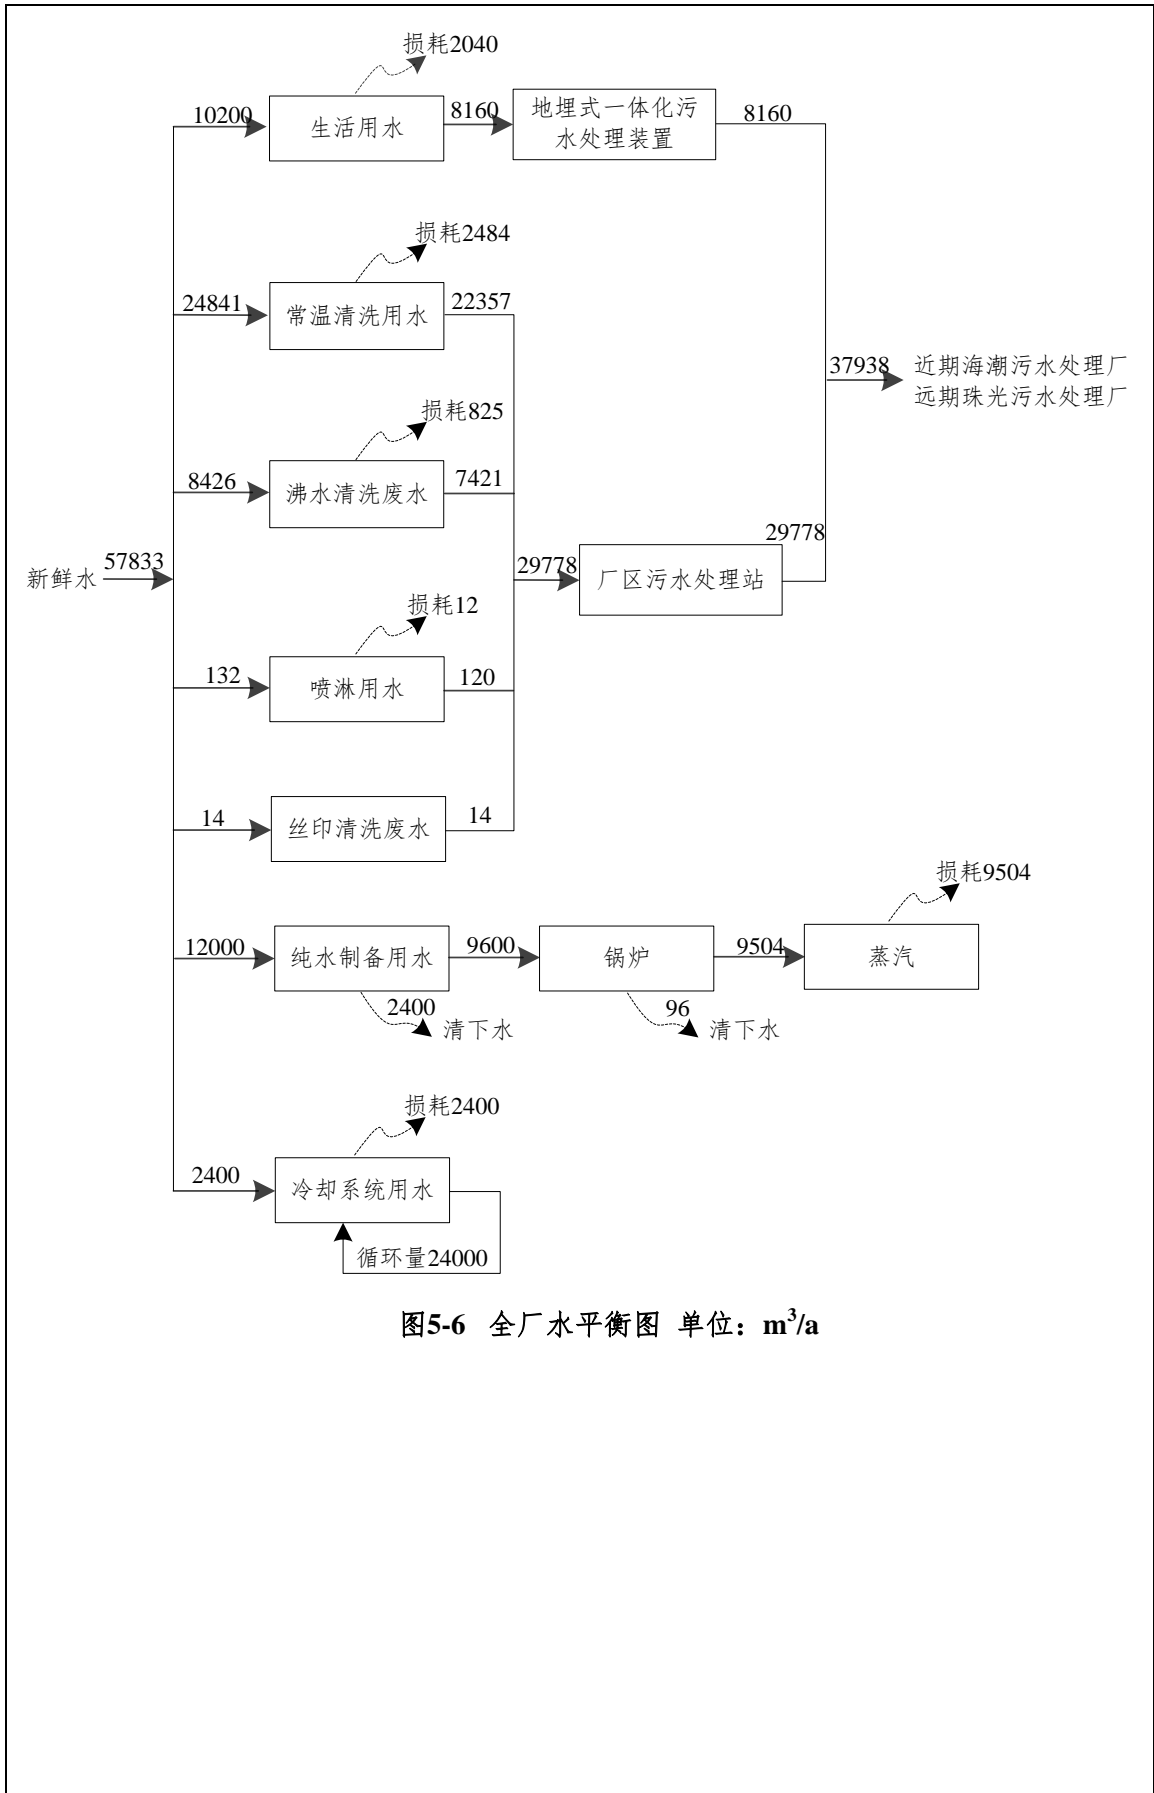 损耗2040
10200
生活用水
8160
地埋式一体化污
水处理装置
8160
损耗2484
24841
常温清洗用水
22357
37938
近期海潮污水处理厂
远期珠光污水处理厂
损耗825
8426
沸水清洗废水
7421
新鲜水
57833
29778
厂区污水处理站
29778
损耗12
132
喷淋用水
120
14
丝印清洗废水
14
损耗9504
12000
纯水制备用水
9600
锅炉
9504
蒸汽
2400
清下水
96
清下水
损耗2400
2400
冷却系统用水
循环量24000
图5-6 全厂水平衡图 单位：m³/a